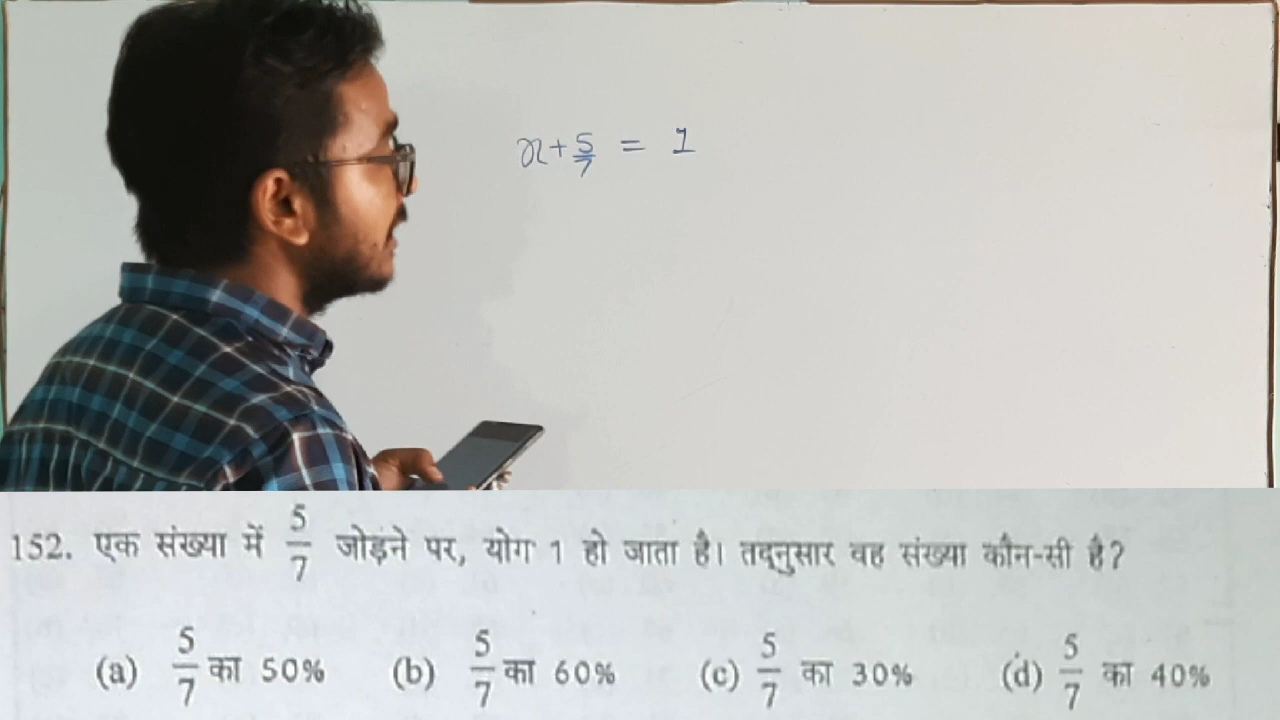 x + 5/7 = 1
152. एक संख्या में 5/7 जोड़ने पर, योग 1 हो जाता है। तद्नुसार वह संख्या कौन-सी है?
(a) 5/7 का 50% (b) 5/7 का 60% (c) 5/7 का 30% (d) 5/7 का 40%